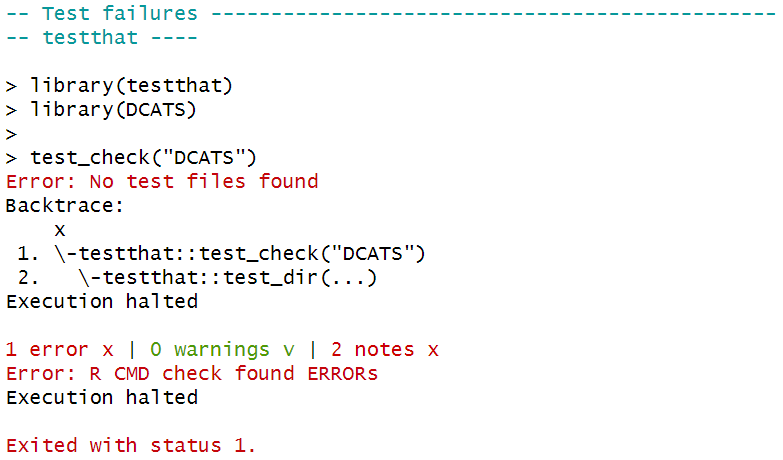 -- Test failures -----------------------------------------------
-- testthat ----
> library(testthat)
> library(DCATS)
>
> test_check("DCATS")
Error: No test files found
Backtrace:
    x
 1. \-testthat::test_check("DCATS")
 2.   \-testthat::test_dir(...)
Execution halted
1 error x | 0 warnings v | 2 notes x
Error: R CMD check found ERRORs
Execution halted
Exited with status 1.